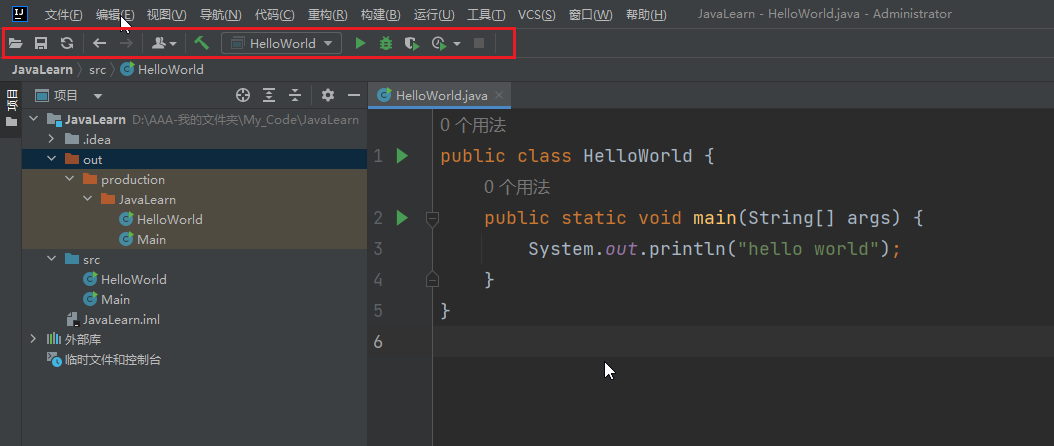 IJ 文件(F) 编辑(E) 视图(V) 导航(N) 代码(C) 重构(R) 构建(B) 运行(U) 工具(T) VCS(S) 窗口(W) 帮助(H) JavaLearn - HelloWorld.java - Administrator
HelloWorld
JavaLearn src HelloWorld
项目
项目
HelloWorld.java
JavaLearn D:\AAA-我的文件夹\My_Code\JavaLearn
.idea
out
production
JavaLearn
HelloWorld
Main
src
HelloWorld
Main
JavaLearn.iml
外部库
临时文件和控制台
0 个用法
1 public class HelloWorld {
0 个用法
2 public static void main(String[] args) {
3 System.out.println("hello world");
4 }
5 }
6